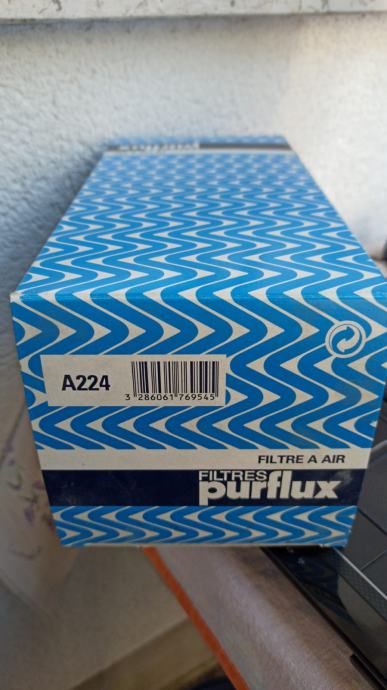 A224
3 286061 769545
FILTRE A AIR
FILTRES
purflux